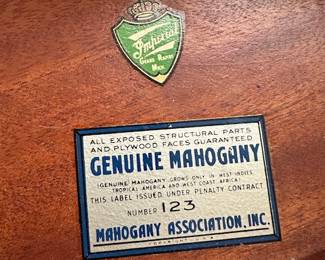 Imperial
GRAND RAPIDS
MICH.
ALL EXPOSED STRUCTURAL PARTS
AND PLYWOOD FACES GUARANTEED
GENUINE MAHOGANY
(GENUINE MAHOGANY GROWS ONLY IN WEST INDIES,
TROPICAL AMERICA AND WEST COAST AFRICA)
THIS LABEL ISSUED UNDER PENALTY CONTRACT
NUMBER 123
MAHOGANY ASSOCIATION, INC.
COPYRIGHT